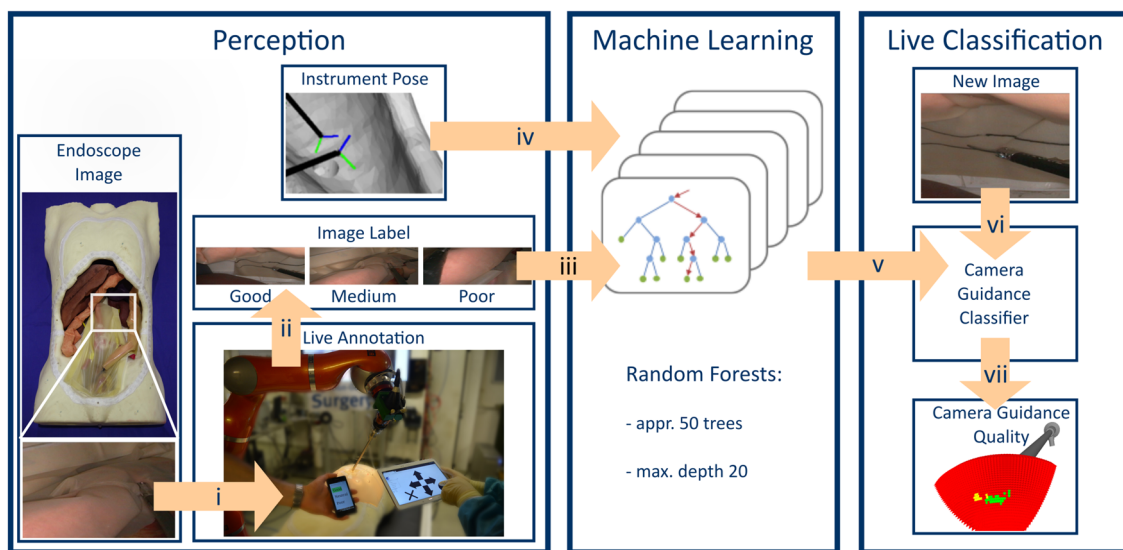 Perception
Endoscope
Image
i
Instrument Pose
iv
Image Label
Good
Medium
Poor
iii
ii
Live Annotation
Surgery
Machine Learning
Random Forests:
- appr. 50 trees
- max. depth 20
v
Live Classification
New Image
vi
Camera
Guidance
Classifier
vii
Camera Guidance
Quality